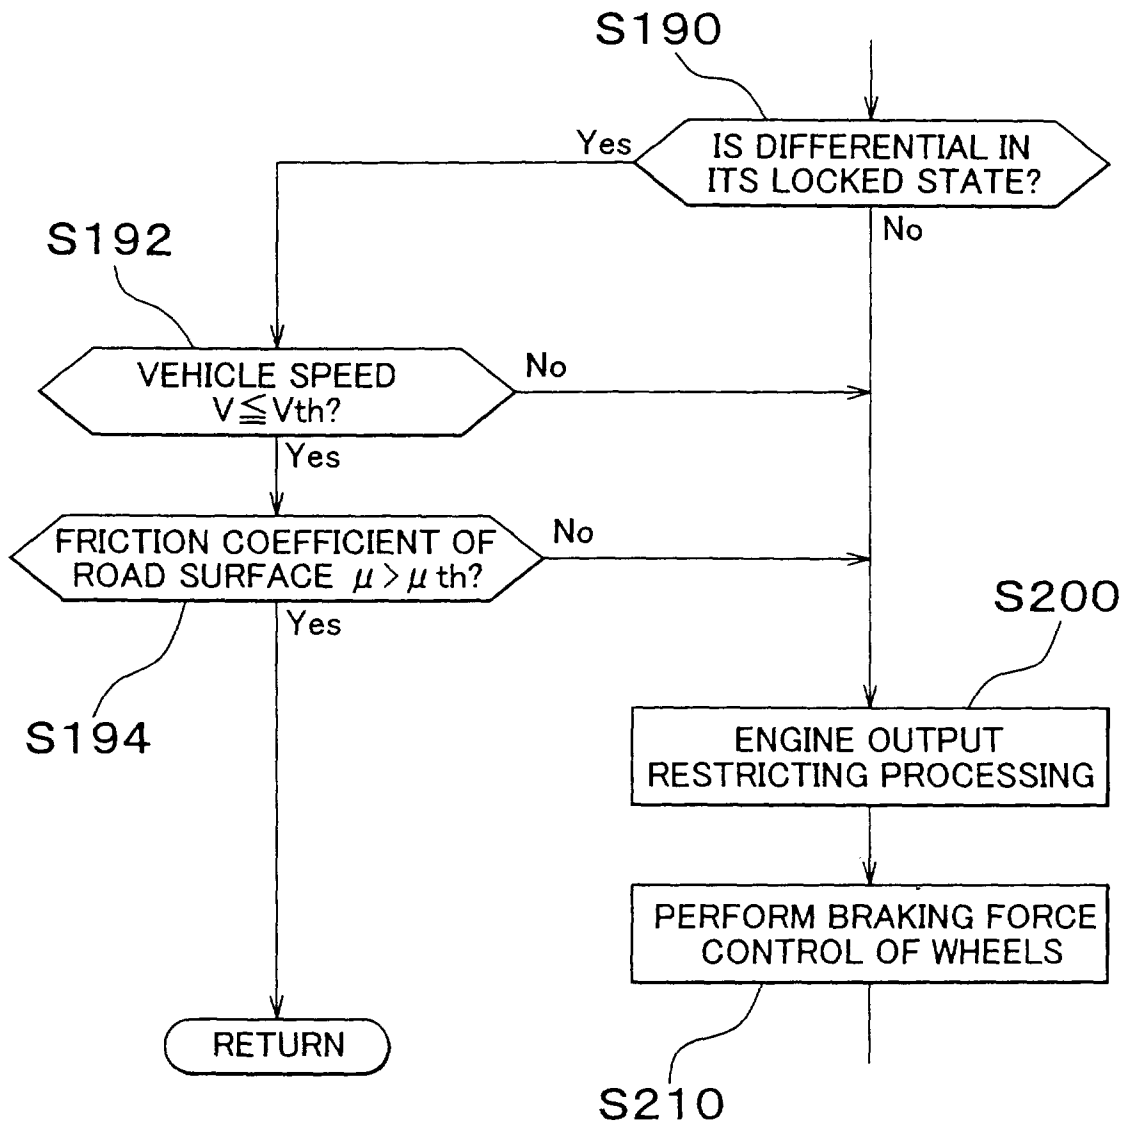 S190
IS DIFFERENTIAL IN
ITS LOCKED STATE?
Yes
No
S192
VEHICLE SPEED
V≦Vth?
No
Yes
FRICTION COEFFICIENT OF
ROAD SURFACE μ>μth?
No
Yes
S194
S200
ENGINE OUTPUT
RESTRICTING PROCESSING
PERFORM BRAKING FORCE
CONTROL OF WHEELS
RETURN
S210